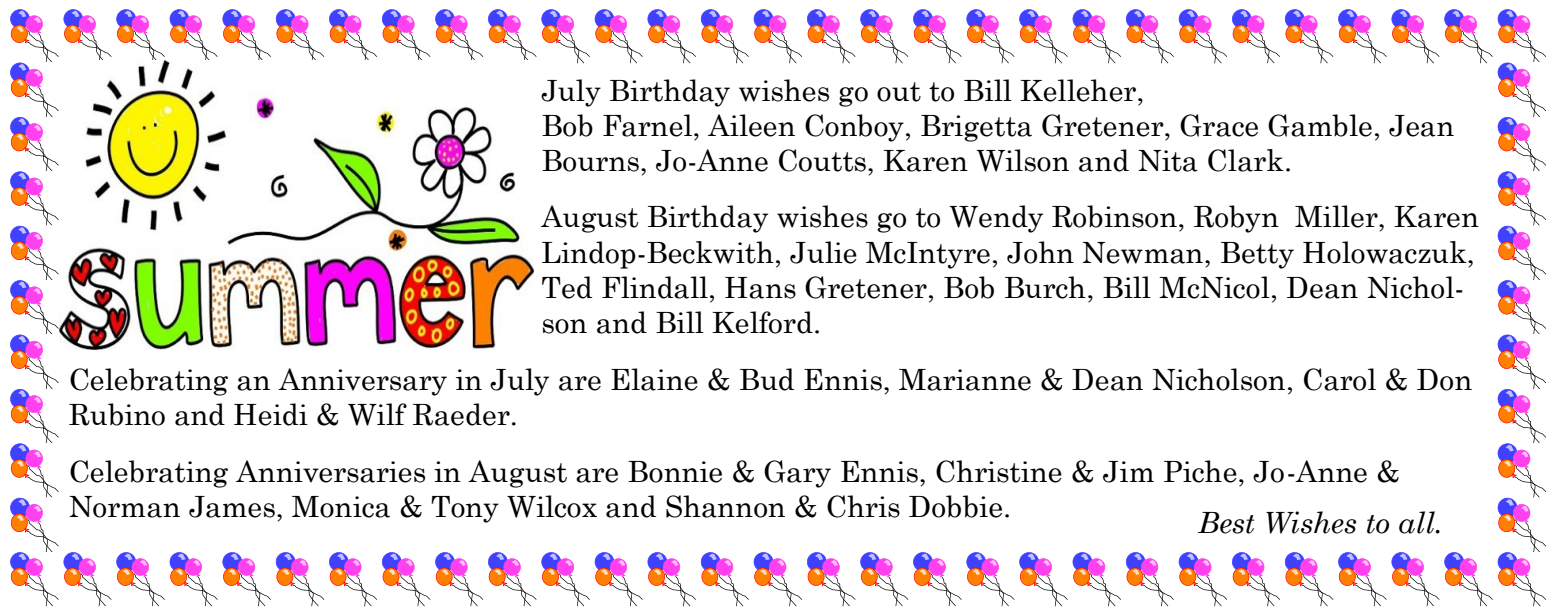 July Birthday wishes go out to Bill Kelleher,
Bob Farnel, Aileen Conboy, Brigetta Gretener, Grace Gamble, Jean
Bourns, Jo-Anne Coutts, Karen Wilson and Nita Clark.
August Birthday wishes go to Wendy Robinson, Robyn  Miller, Karen
Lindop-Beckwith, Julie McIntyre, John Newman, Betty Holowaczuk,
Ted Flindall, Hans Gretener, Bob Burch, Bill McNicol, Dean Nichol-
son and Bill Kelford.
summer
Celebrating an Anniversary in July are Elaine & Bud Ennis, Marianne & Dean Nicholson, Carol & Don
Rubino and Heidi & Wilf Raeder.
Celebrating Anniversaries in August are Bonnie & Gary Ennis, Christine & Jim Piche, Jo-Anne &
Norman James, Monica & Tony Wilcox and Shannon & Chris Dobbie.
Best Wishes to all.